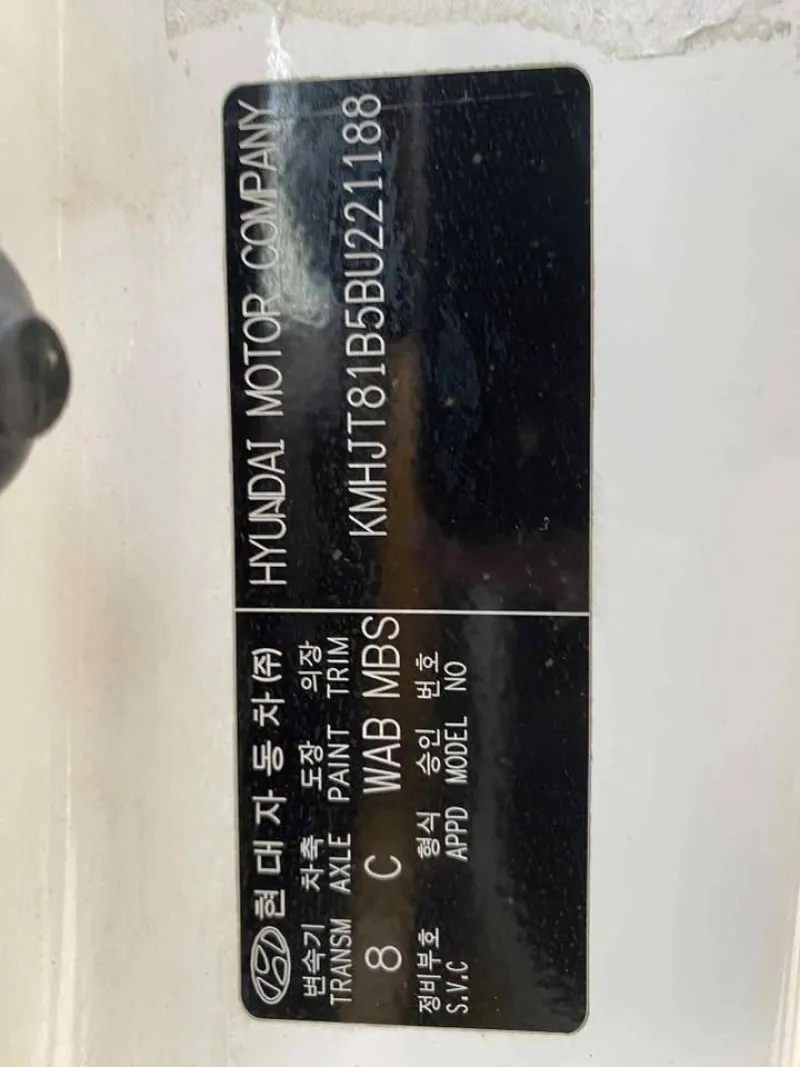 현대자동차(주) HYUNDAI MOTOR COMPANY
변속기 차축 도장 의장
TRANSM AXLE PAINT TRIM
8 C WAB MBS KMHJT81B5BU221188
정비부호 형식 승인 번호
S.V.C APPD MODEL NO